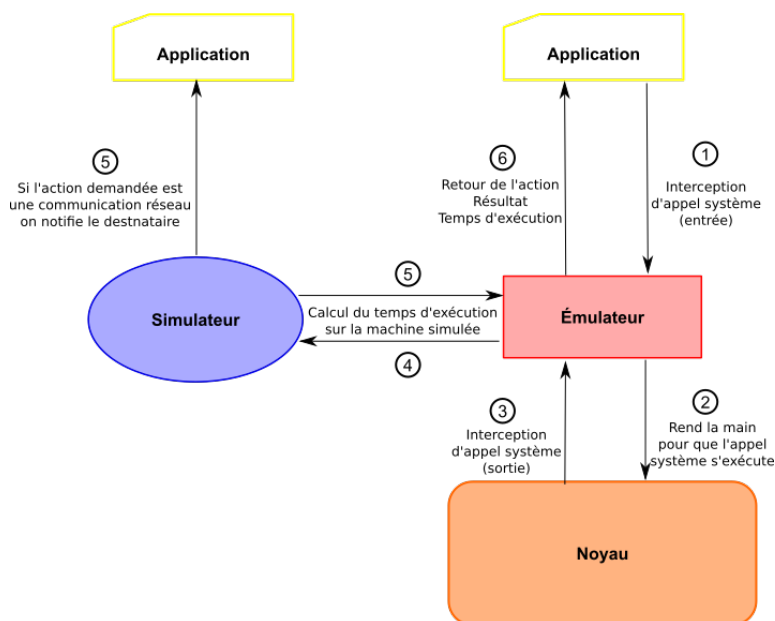 Application
Application
5
Si l'action demandée est
une communication réseau
on notifie le destnataire
6
Retour de l'action
Résultat
Temps d'exécution
1
Interception
d'appel système
(entrée)
Simulateur
5
Calcul du temps d'exécution
sur la machine simulée
4
Émulateur
3
Interception
d'appel système
(sortie)
2
Rend la main
pour que l'appel
système s'exécute
Noyau